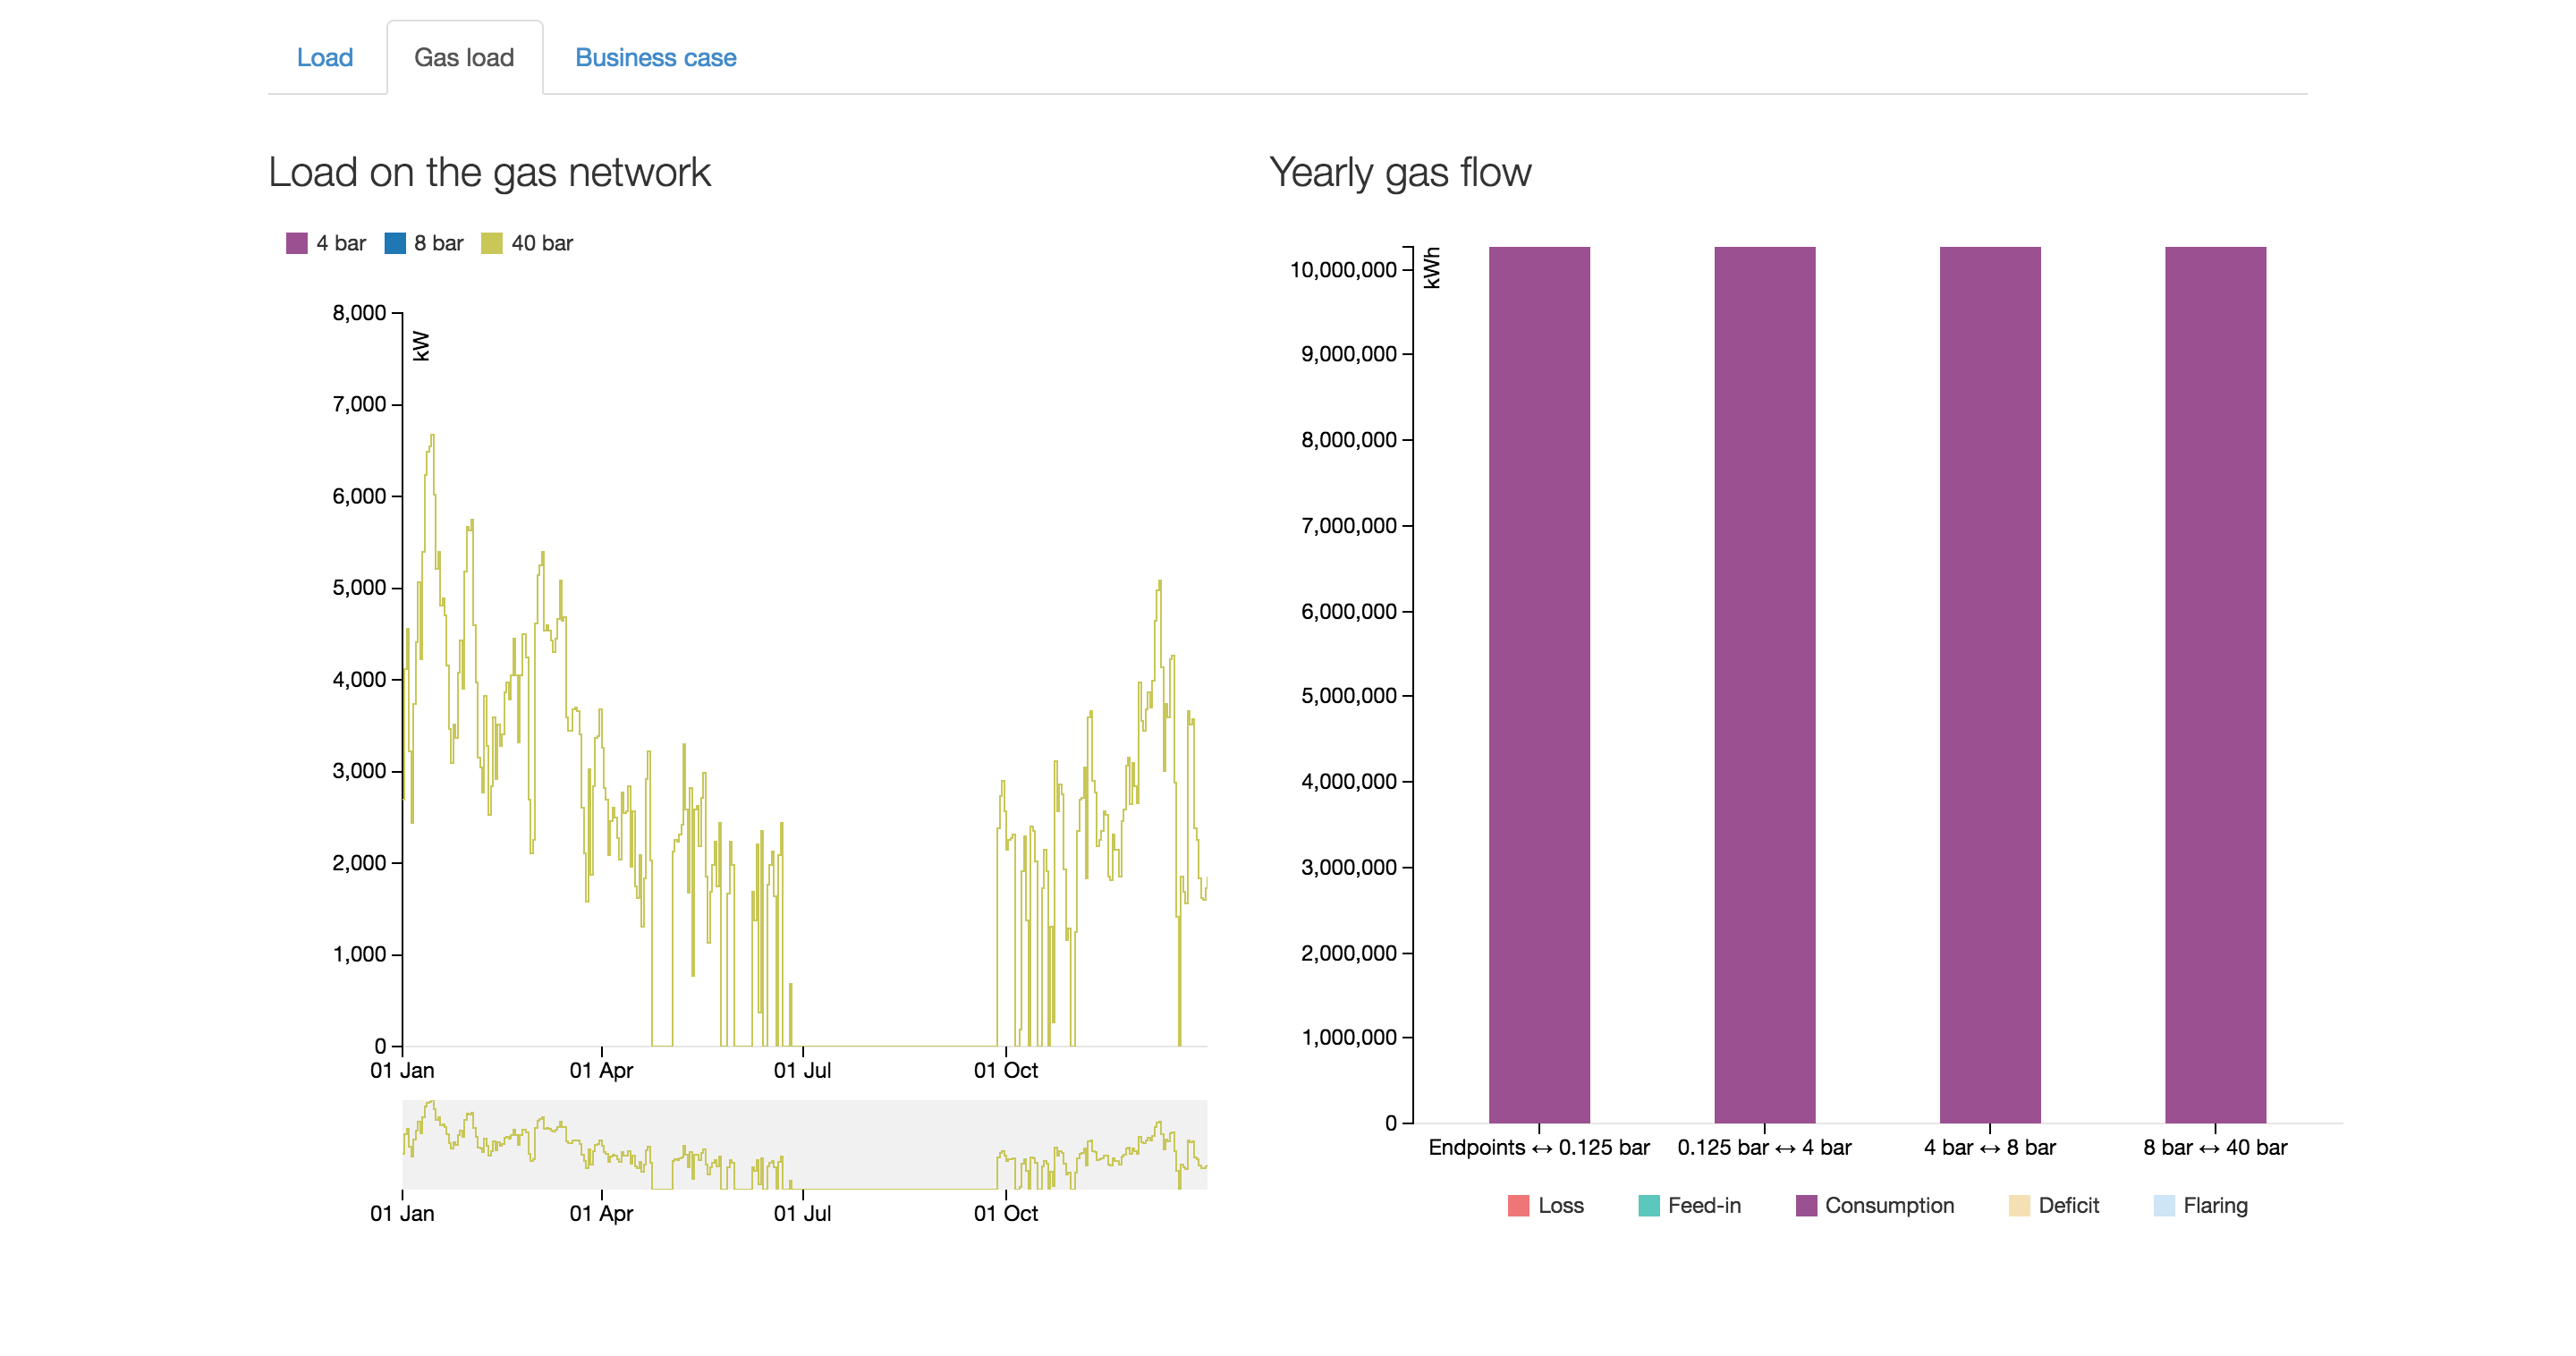 Load Gas load Business case
Load on the gas network
4 bar 8 bar 40 bar
kW
8,000
7,000
6,000
5,000
4,000
3,000
2,000
1,000
0
01 Jan 01 Apr 01 Jul 01 Oct
01 Jan 01 Apr 01 Jul 01 Oct
Yearly gas flow
kWh
10,000,000
9,000,000
8,000,000
7,000,000
6,000,000
5,000,000
4,000,000
3,000,000
2,000,000
1,000,000
0
Endpoints ↔ 0.125 bar 0.125 bar ↔ 4 bar 4 bar ↔ 8 bar 8 bar ↔ 40 bar
Loss Feed-in Consumption Deficit Flaring